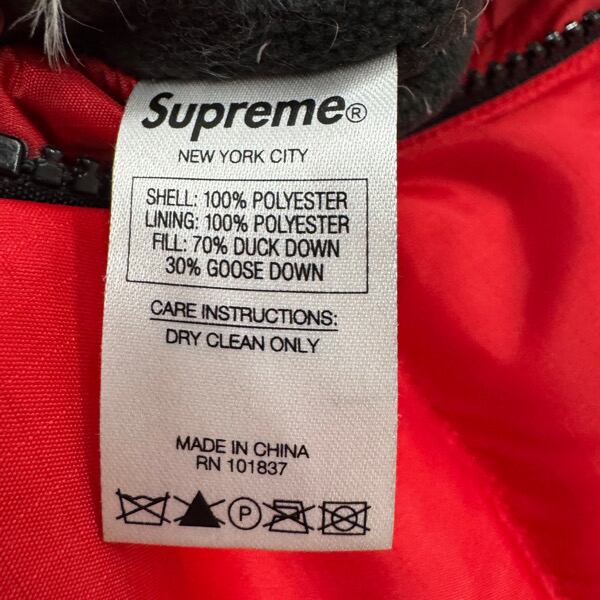 Supreme®
NEW YORK CITY
SHELL: 100% POLYESTER
LINING: 100% POLYESTER
FILL: 70% DUCK DOWN
30% GOOSE DOWN
CARE INSTRUCTIONS:
DRY CLEAN ONLY
MADE IN CHINA
RN 101837
P